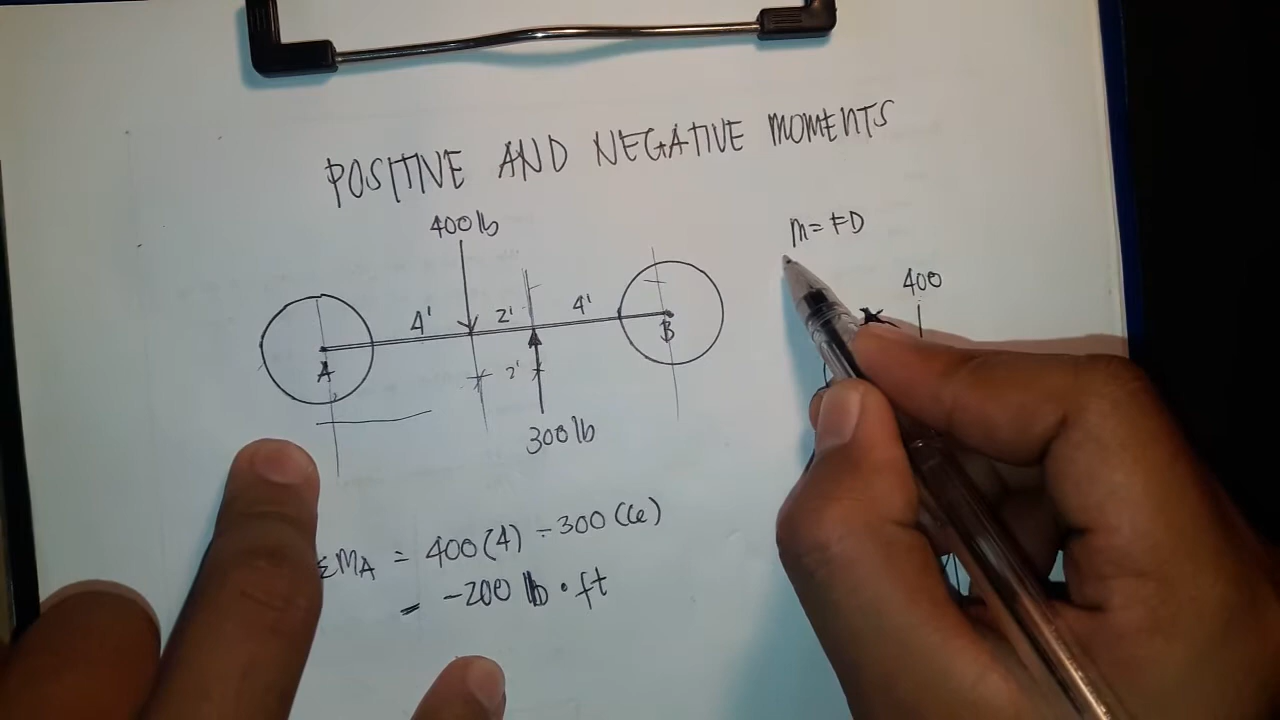 POSITIVE AND NEGATIVE MOMENTS
400 lb
M = FD
400
4' 2' 4'
A
B
2'
300 lb
ΣMA = 400(4) - 300(6)
= -200 lb·ft